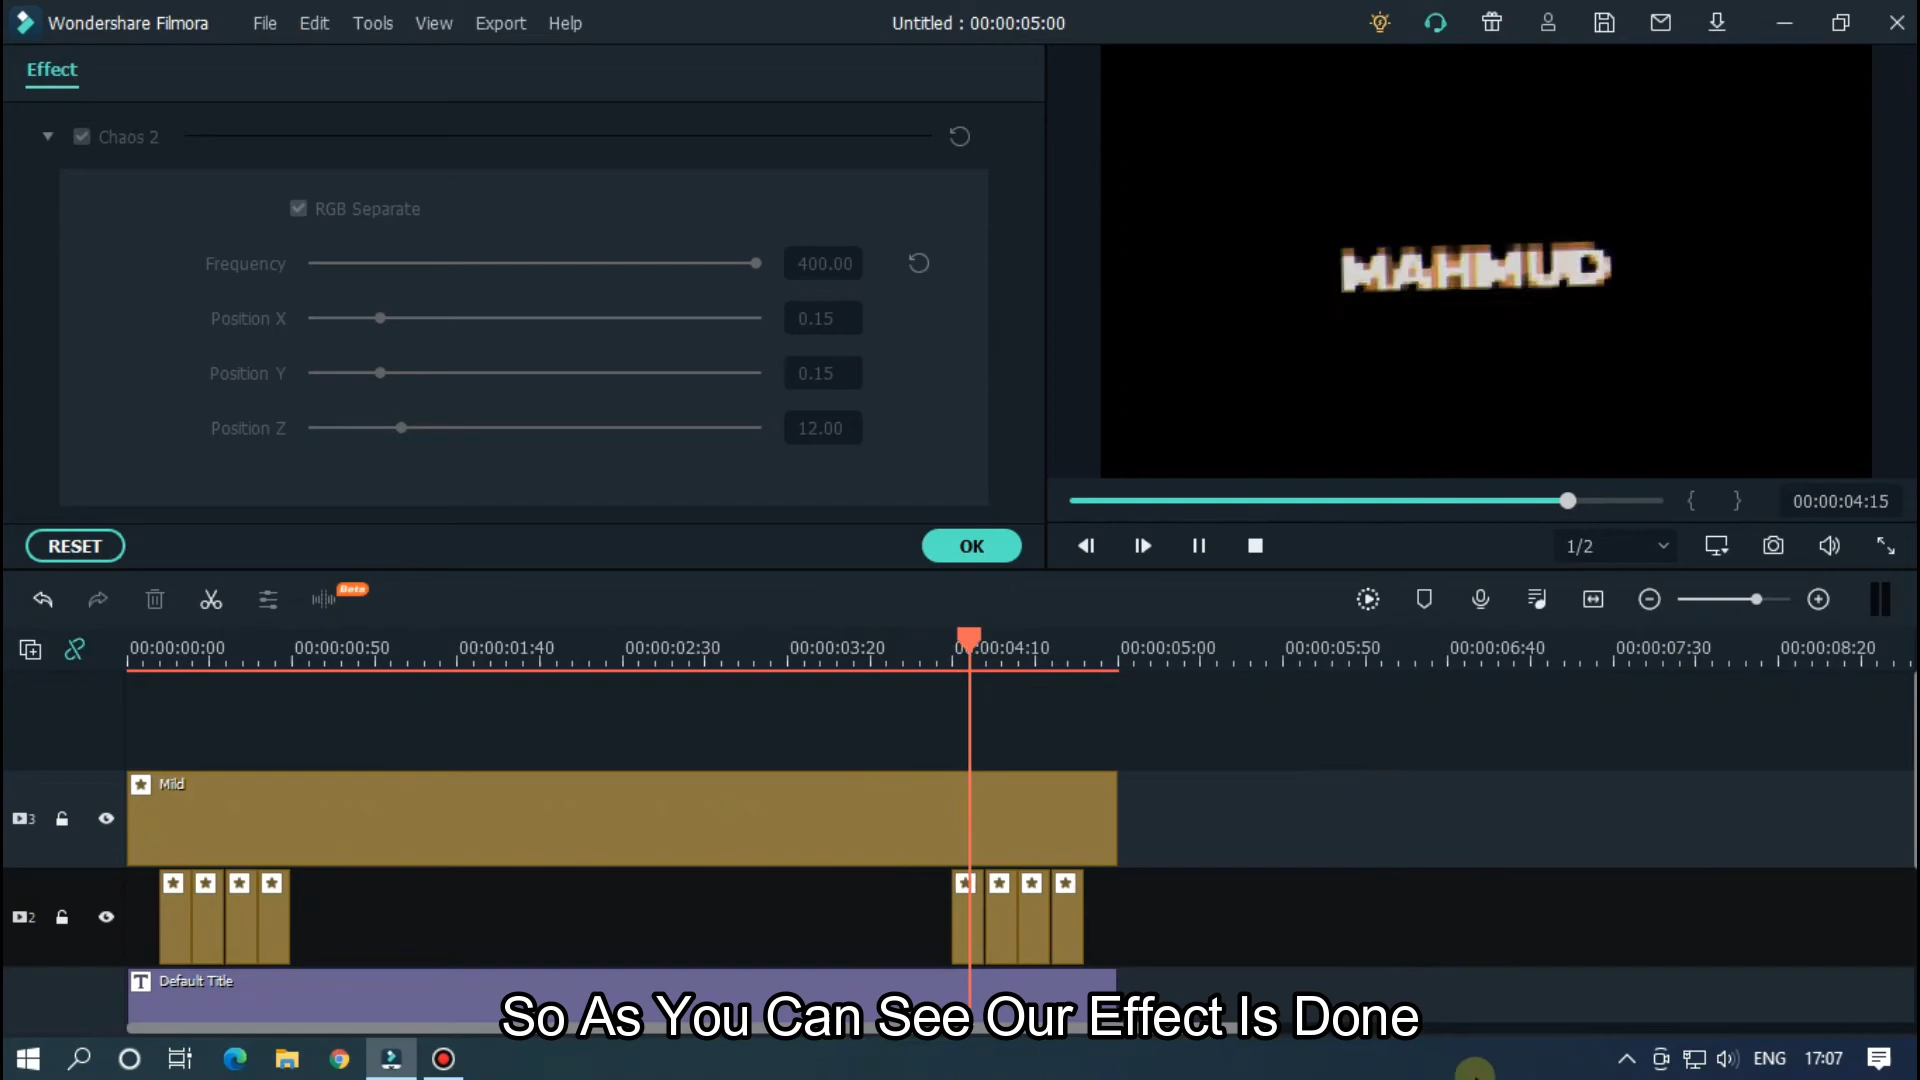 Wondershare Filmora File Edit Tools View Export Help Untitled : 00:00:05:00
Effect
Chaos 2
RGB Separate
Frequency 400.00
Position X 0.15
Position Y 0.15
Position Z 12.00
RESET OK
MAHMUD
{ } 00:00:04:15
1/2
Beta
00:00:00:00 00:00:00:50 00:00:01:40 00:00:02:30 00:00:03:20 00:00:04:10 00:00:05:00 00:00:05:50 00:00:06:40 00:00:07:30 00:00:08:20
3 Mild
2
T Default Title
So As You Can See Our Effect Is Done
ENG 17:07